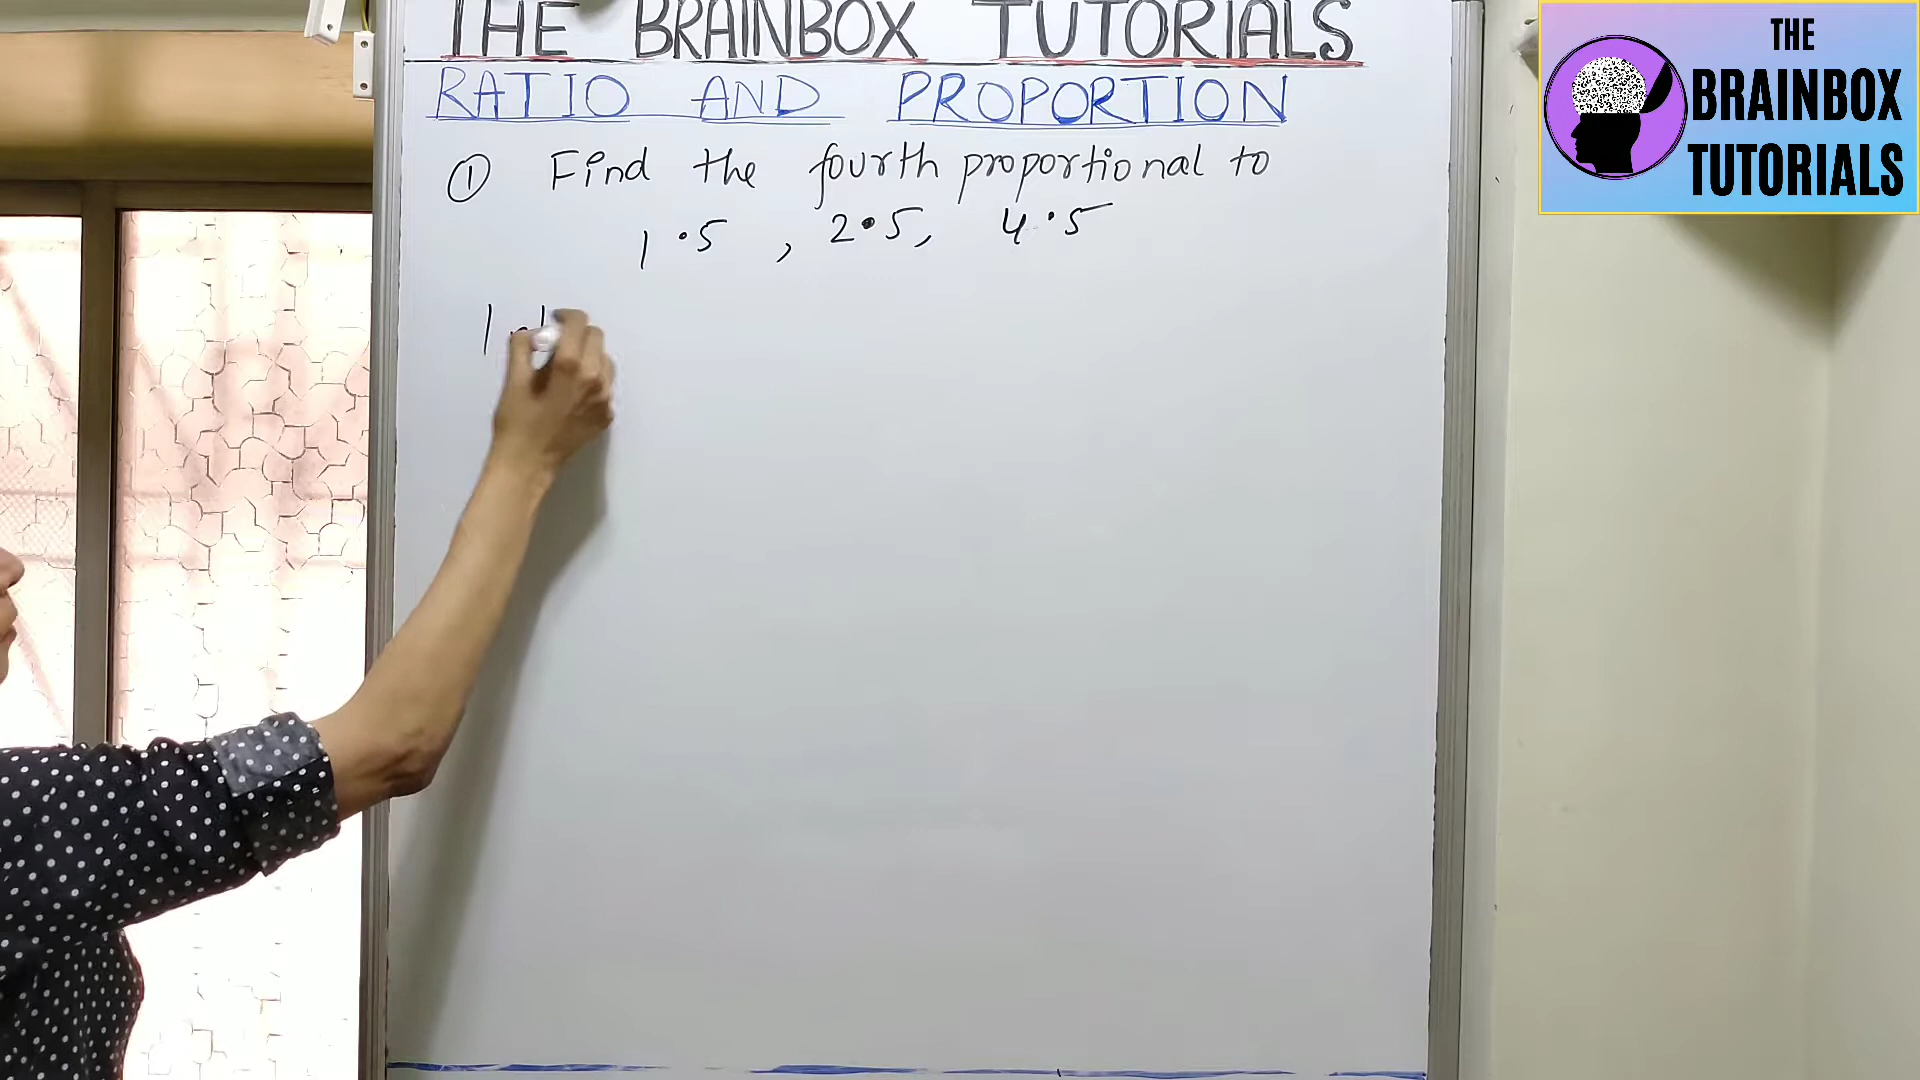 THE BRAINBOX TUTORIALS
RATIO AND PROPORTION
① Find the fourth proportional to
1.5, 2.5, 4.5
THE
BRAINBOX
TUTORIALS